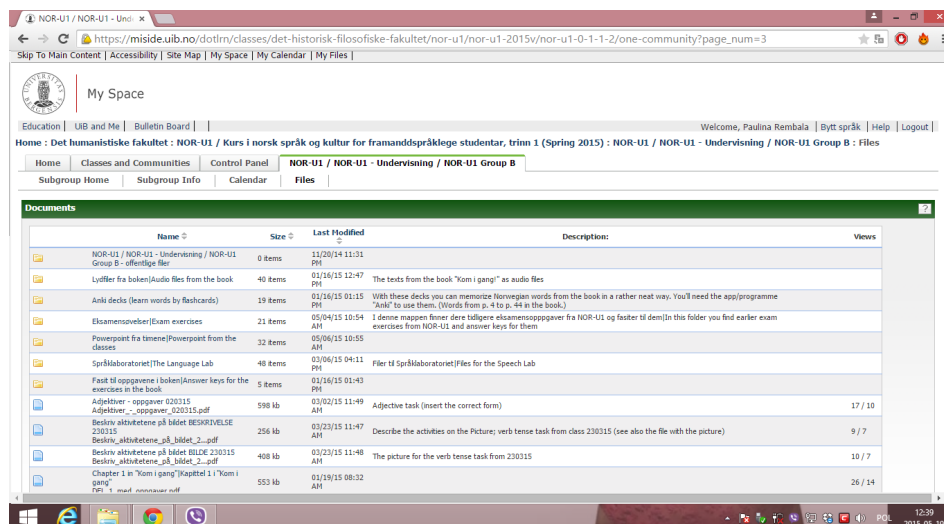 NOR-U1 / NOR-U1 - Unde
https://miside.uib.no/dotlrn/classes/det-historisk-filosofiske-fakultet/nor-u1/nor-u1-2015v/nor-u1-0-1-1-2/one-community?page_num=3
Skip To Main Content | Accessibility | Site Map | My Space | My Calendar | My Files |
My Space
Education | UiB and Me | Bulletin Board | |
Welcome, Paulina Rembala | Bytt språk | Help | Logout |
Home : Det humanistiske fakultet : NOR-U1 / Kurs i norsk språk og kultur for framanddspråklege studentar, trinn 1 (Spring 2015) : NOR-U1 / NOR-U1 - Undervisning / NOR-U1 Group B : Files
Home Classes and Communities Control Panel NOR-U1 / NOR-U1 - Undervisning / NOR-U1 Group B
Subgroup Home | Subgroup Info | Calendar | Files |
Documents ?
Name Size Last Modified Description: Views
NOR-U1 / NOR-U1 - Undervisning / NOR-U1 Group B - offentlige filer 0 items 11/20/14 11:31 PM
Lydfiler fra boken|Audio files from the book 40 items 01/16/15 12:47 PM The texts from the book "Kom i gang!" as audio files
Anki decks (learn words by flashcards) 19 items 01/16/15 01:15 PM With these decks you can memorize Norwegian words from the book in a rather neat way. You'll need the app/programme "Anki" to use them. (Words from p. 4 to p. 44 in the book.)
Eksamensøvelser|Exam exercises 21 items 05/04/15 10:54 AM I denne mappen finner dere tidligere eksamensopppgaver fra NOR-U1 og fasiter til dem|In this folder you find earlier exam exercises from NOR-U1 and answer keys for them
Powerpoint fra timene|Powerpoint from the classes 32 items 05/06/15 10:55 AM
Språklaboratoriet|The Language Lab 48 items 03/06/15 04:11 PM Filer til Språklaboratoriet|Files for the Speech Lab
Fasit til oppgavene i boken|Answer keys for the exercises in the book 5 items 01/16/15 01:43 PM
Adjektiver - oppgaver 020315
Adjektiver_-_oppgaver_020315.pdf 598 kb 03/02/15 11:49 AM Adjective task (insert the correct form) 17 / 10
Beskriv aktivitetene på bildet BESKRIVELSE 230315
Beskriv_aktivitetene_på_bildet_2...pdf 256 kb 03/23/15 11:47 AM Describe the activities on the Picture; verb tense task from class 230315 (see also the file with the picture) 9 / 7
Beskriv aktivitetene på bildet BILDE 230315
Beskriv_aktivitetene_på_bildet_2...pdf 408 kb 03/23/15 11:48 AM The picture for the verb tense task from 230315 10 / 7
Chapter 1 in "Kom i gang"|Kapittel 1 i "Kom i gang"
DEL_1_med_oppgaver.pdf 553 kb 01/19/15 08:32 AM 26 / 14
POL 12:39